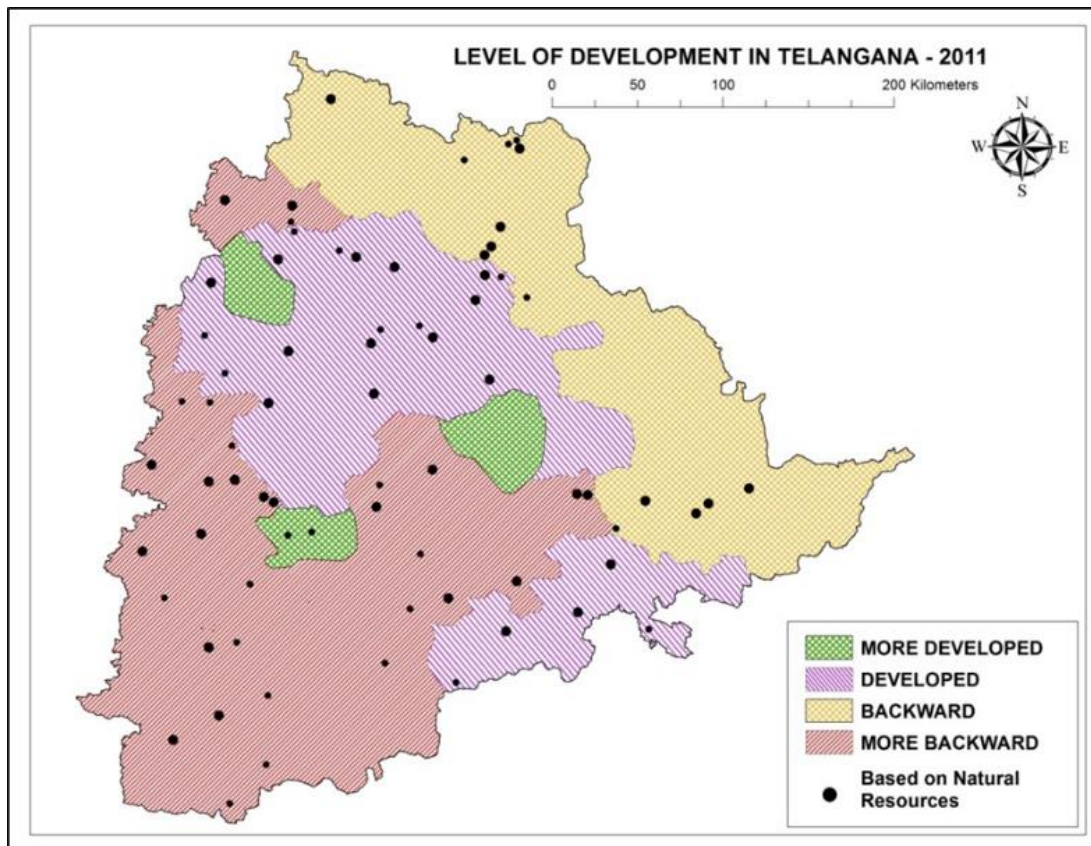 LEVEL OF DEVELOPMENT IN TELANGANA - 2011
0 50 100 200 Kilometers
N
W E
S
MORE DEVELOPED
DEVELOPED
BACKWARD
MORE BACKWARD
Based on Natural
Resources